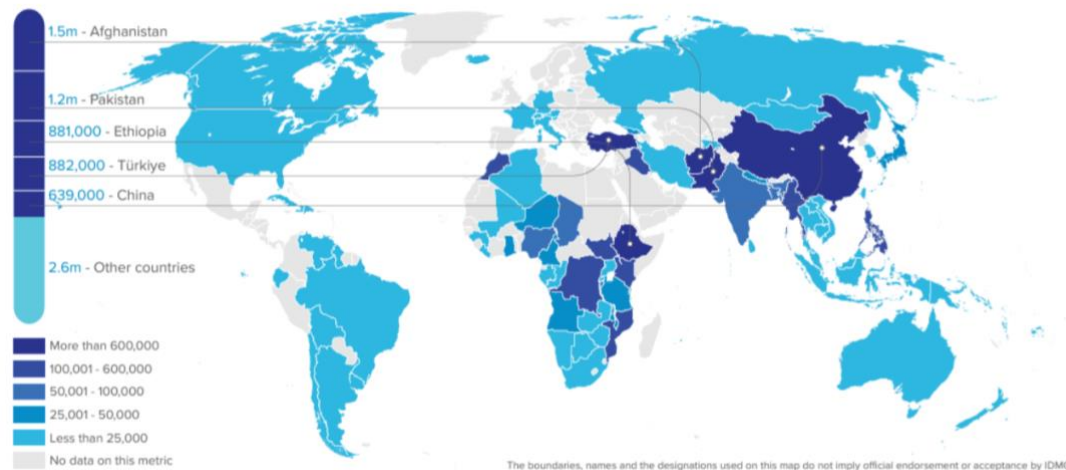 1.5m - Afghanistan
1.2m - Pakistan
881,000 - Ethiopia
882,000 - Türkiye
639,000 - China
2.6m - Other countries
More than 600,000
100,001 - 600,000
50,001 - 100,000
25,001 - 50,000
Less than 25,000
No data on this metric
The boundaries, names and the designations used on this map do not imply official endorsement or acceptance by IDMC